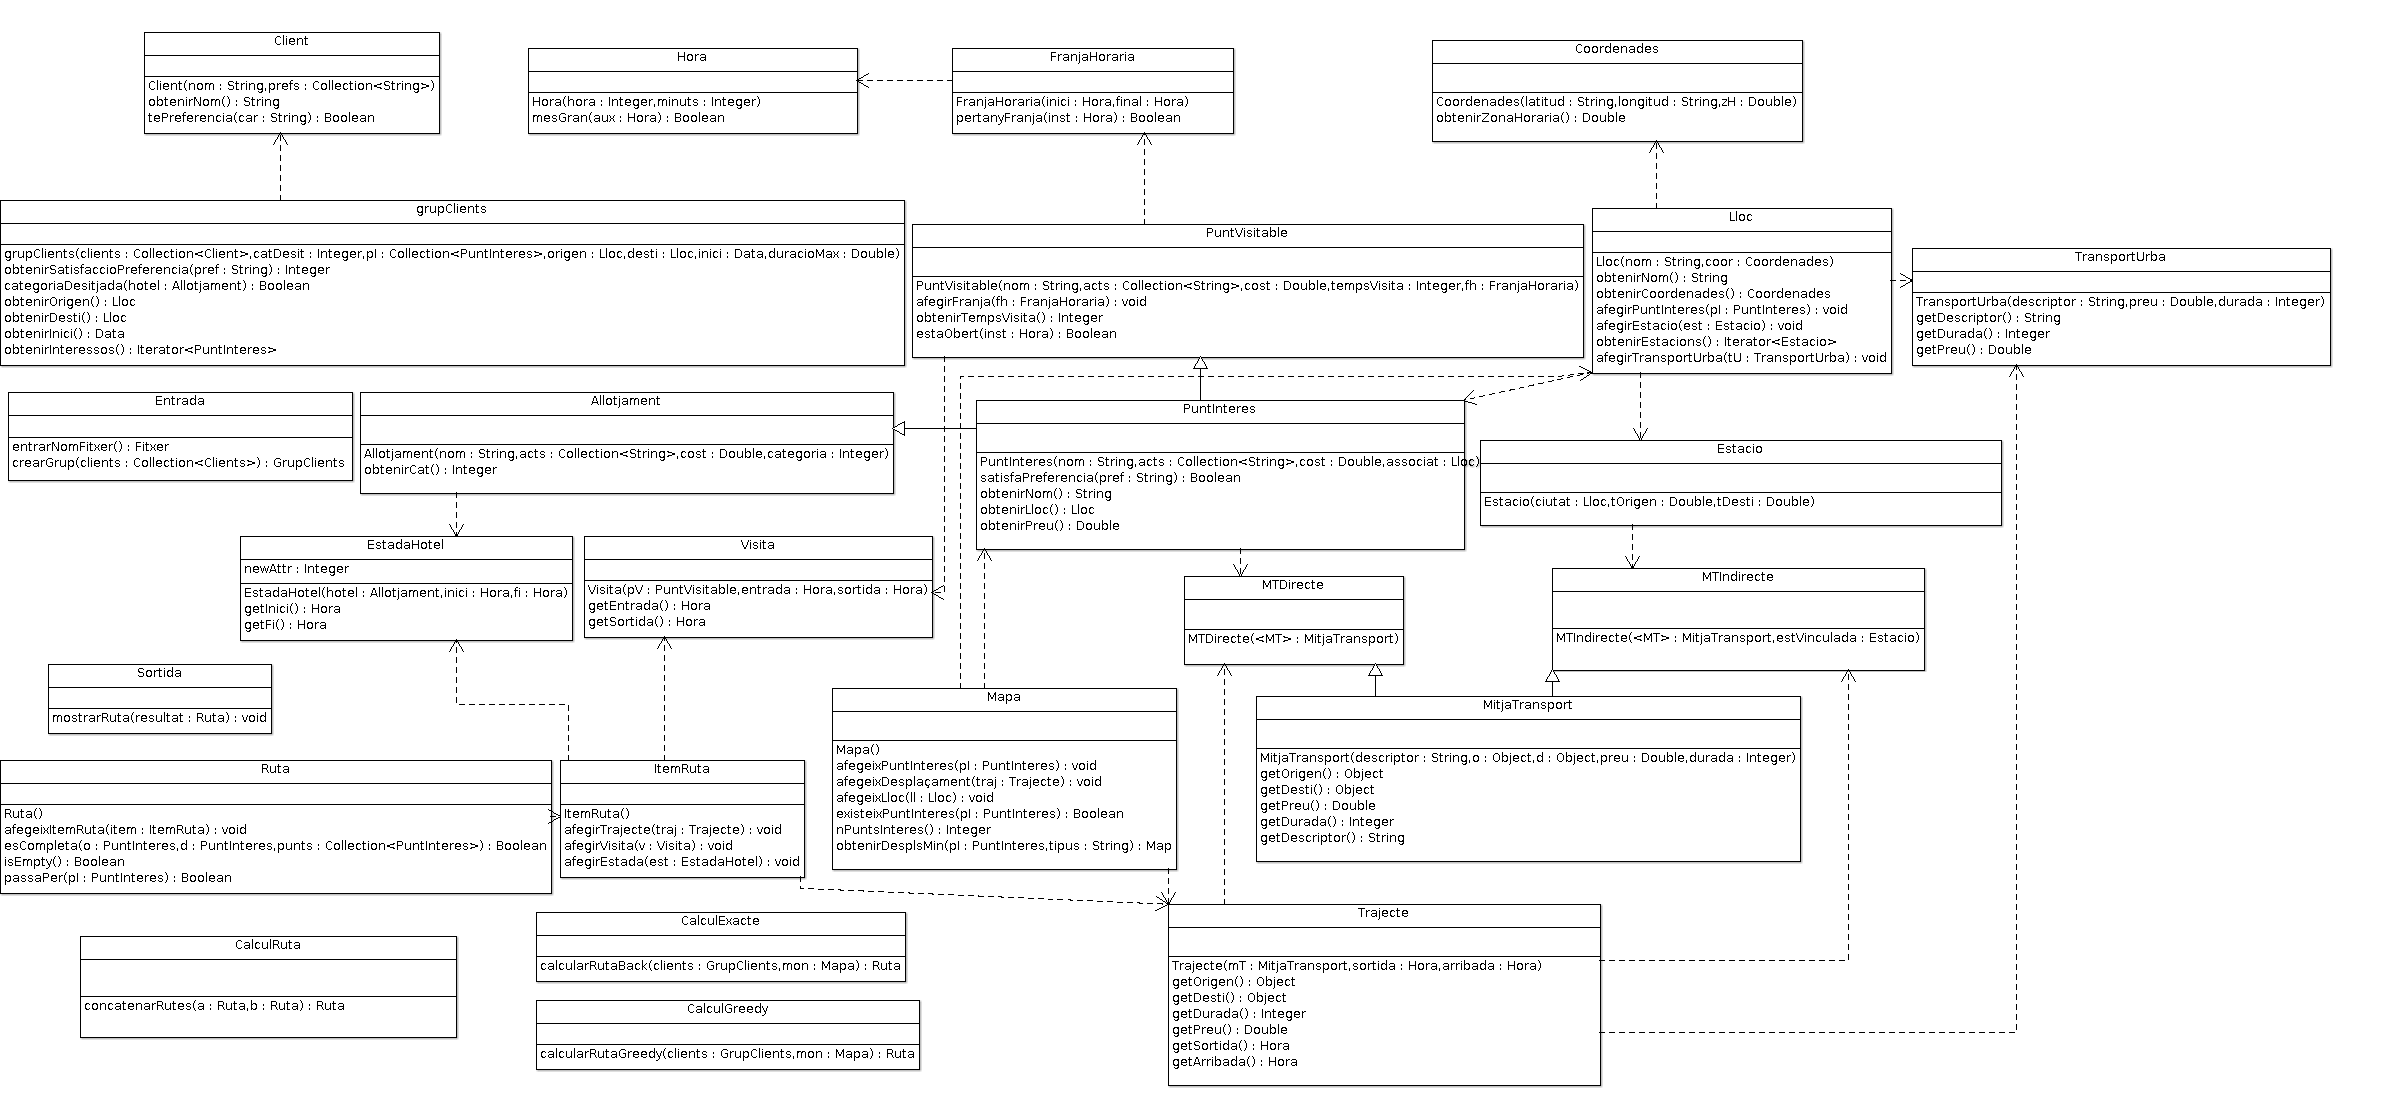 Client
Client(nom : String,prefs : Collection<String>)
obtenirNom() : String
tePreferencia(car : String) : Boolean
Hora
Hora(hora : Integer,minuts : Integer)
mesGran(aux : Hora) : Boolean
FranjaHoraria
FranjaHoraria(inici : Hora,final : Hora)
pertanyFranja(inst : Hora) : Boolean
Coordenades
Coordenades(latitud : String,longitud : String,zH : Double)
obtenirZonaHoraria() : Double
grupClients
grupClients(clients : Collection<Client>,catDesit : Integer,pI : Collection<PuntInteres>,origen : Lloc,desti : Lloc,inici : Data,duracioMax : Double)
obtenirSatisfaccioPreferencia(pref : String) : Integer
categoriaDesitjada(hotel : Allotjament) : Boolean
obtenirOrigen() : Lloc
obtenirDesti() : Lloc
obtenirInici() : Data
obtenirInteressos() : Iterator<PuntInteres>
PuntVisitable
PuntVisitable(nom : String,acts : Collection<String>,cost : Double,tempsVisita : Integer,fh : FranjaHoraria)
afegirFranja(fh : FranjaHoraria) : void
obtenirTempsVisita() : Integer
estaObert(inst : Hora) : Boolean
Lloc
Lloc(nom : String,coor : Coordenades)
obtenirNom() : String
obtenirCoordenades() : Coordenades
afegirPuntInteres(pI : PuntInteres) : void
afegirEstacio(est : Estacio) : void
obtenirEstacions() : Iterator<Estacio>
afegirTransportUrba(tU : TransportUrba) : void
TransportUrba
TransportUrba(descriptor : String,preu : Double,durada : Integer)
getDescriptor() : String
getDurada() : Integer
getPreu() : Double
Entrada
entrarNomFitxer() : Fitxer
crearGrup(clients : Collection<Clients>) : GrupClients
Allotjament
Allotjament(nom : String,acts : Collection<String>,cost : Double,categoria : Integer)
obtenirCat() : Integer
PuntInteres
PuntInteres(nom : String,acts : Collection<String>,cost : Double,associat : Lloc)
satisfaPreferencia(pref : String) : Boolean
obtenirNom() : String
obtenirLloc() : Lloc
obtenirPreu() : Double
Estacio
Estacio(ciutat : Lloc,tOrigen : Double,tDesti : Double)
EstadaHotel
newAttr : Integer
EstadaHotel(hotel : Allotjament,inici : Hora,fi : Hora)
getInici() : Hora
getFi() : Hora
Visita
Visita(pV : PuntVisitable,entrada : Hora,sortida : Hora)
getEntrada() : Hora
getSortida() : Hora
MTDirecte
MTDirecte(<MT> : MitjaTransport)
MTIndirecte
MTIndirecte(<MT> : MitjaTransport,estVinculada : Estacio)
Sortida
mostrarRuta(resultat : Ruta) : void
Mapa
Mapa()
afegeixPuntInteres(pI : PuntInteres) : void
afegeixDesplaçament(traj : Trajecte) : void
afegeixLloc(ll : Lloc) : void
existeixPuntInteres(pI : PuntInteres) : Boolean
nPuntsInteres() : Integer
obtenirDesplsMin(pI : PuntInteres,tipus : String) : Map
MitjaTransport
MitjaTransport(descriptor : String,o : Object,d : Object,preu : Double,durada : Integer)
getOrigen() : Object
getDesti() : Object
getPreu() : Double
getDurada() : Integer
getDescriptor() : String
Ruta
Ruta()
afegeixItemRuta(item : ItemRuta) : void
esCompleta(o : PuntInteres,d : PuntInteres,punts : Collection<PuntInteres>) : Boolean
isEmpty() : Boolean
passaPer(pI : PuntInteres) : Boolean
ItemRuta
ItemRuta()
afegirTrajecte(traj : Trajecte) : void
afegirVisita(v : Visita) : void
afegirEstada(est : EstadaHotel) : void
CalculRuta
concatenarRutes(a : Ruta,b : Ruta) : Ruta
CalculExacte
calcularRutaBack(clients : GrupClients,mon : Mapa) : Ruta
CalculGreedy
calcularRutaGreedy(clients : GrupClients,mon : Mapa) : Ruta
Trajecte
Trajecte(mT : MitjaTransport,sortida : Hora,arribada : Hora)
getOrigen() : Object
getDesti() : Object
getDurada() : Integer
getPreu() : Double
getSortida() : Hora
getArribada() : Hora